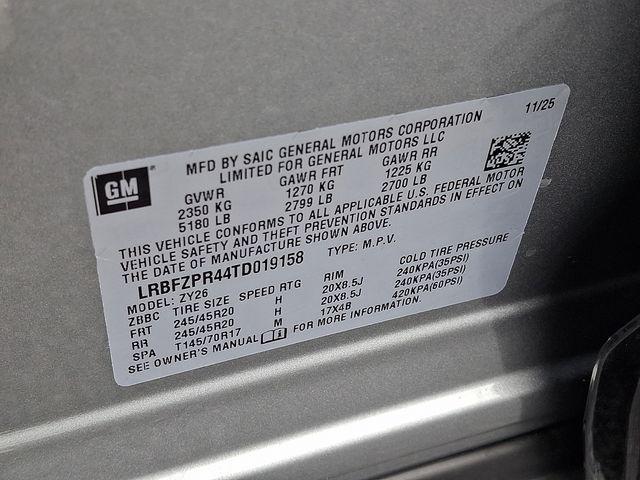 11/25
GM
MFD BY SAIC GENERAL MOTORS CORPORATION
LIMITED FOR GENERAL MOTORS LLC
GVWR GAWR FRT GAWR RR
2350 KG 1270 KG 1225 KG
5180 LB 2799 LB 2700 LB
THIS VEHICLE CONFORMS TO ALL APPLICABLE U.S. FEDERAL MOTOR
VEHICLE SAFETY AND THEFT PREVENTION STANDARDS IN EFFECT ON
THE DATE OF MANUFACTURE SHOWN ABOVE.
LRBFZPR44TD019158 TYPE: M.P.V.
MODEL: ZY26
ZBBC TIRE SIZE SPEED RTG RIM COLD TIRE PRESSURE
FRT 245/45R20 H 20X8.5J 240KPA(35PSI)
RR 245/45R20 H 20X8.5J 240KPA(35PSI)
SPA T145/70R17 M 17X4B 420KPA(60PSI)
SEE OWNER'S MANUAL FOR MORE INFORMATION.